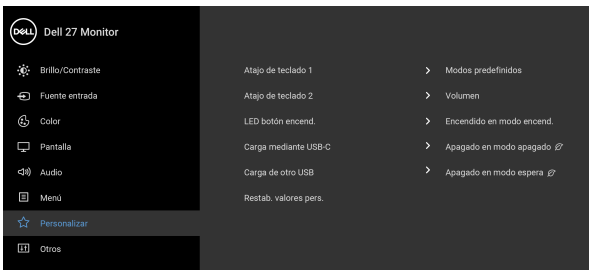 DELL Dell 27 Monitor
Brillo/Contraste
Fuente entrada
Color
Pantalla
Audio
Menú
Personalizar
Otros
Atajo de teclado 1 Modos predefinidos
Atajo de teclado 2 Volumen
LED botón encend. Encendido en modo encend.
Carga mediante USB-C Apagado en modo apagado
Carga de otro USB Apagado en modo espera
Restab. valores pers.